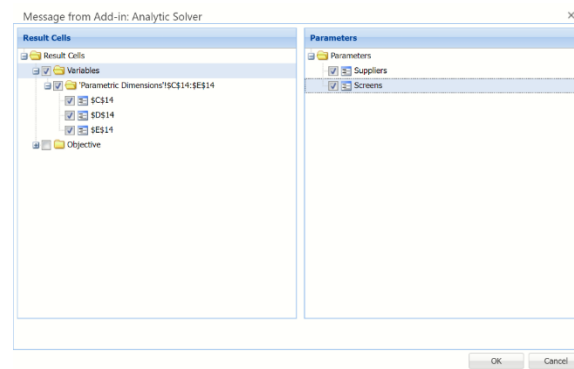 Message from Add-in: Analytic Solver
Result Cells
Result Cells
Variables
'Parametric Dimensions'!$C$14:$E$14
$C$14
$D$14
$E$14
Objective
Parameters
Parameters
Suppliers
Screens
OK
Cancel